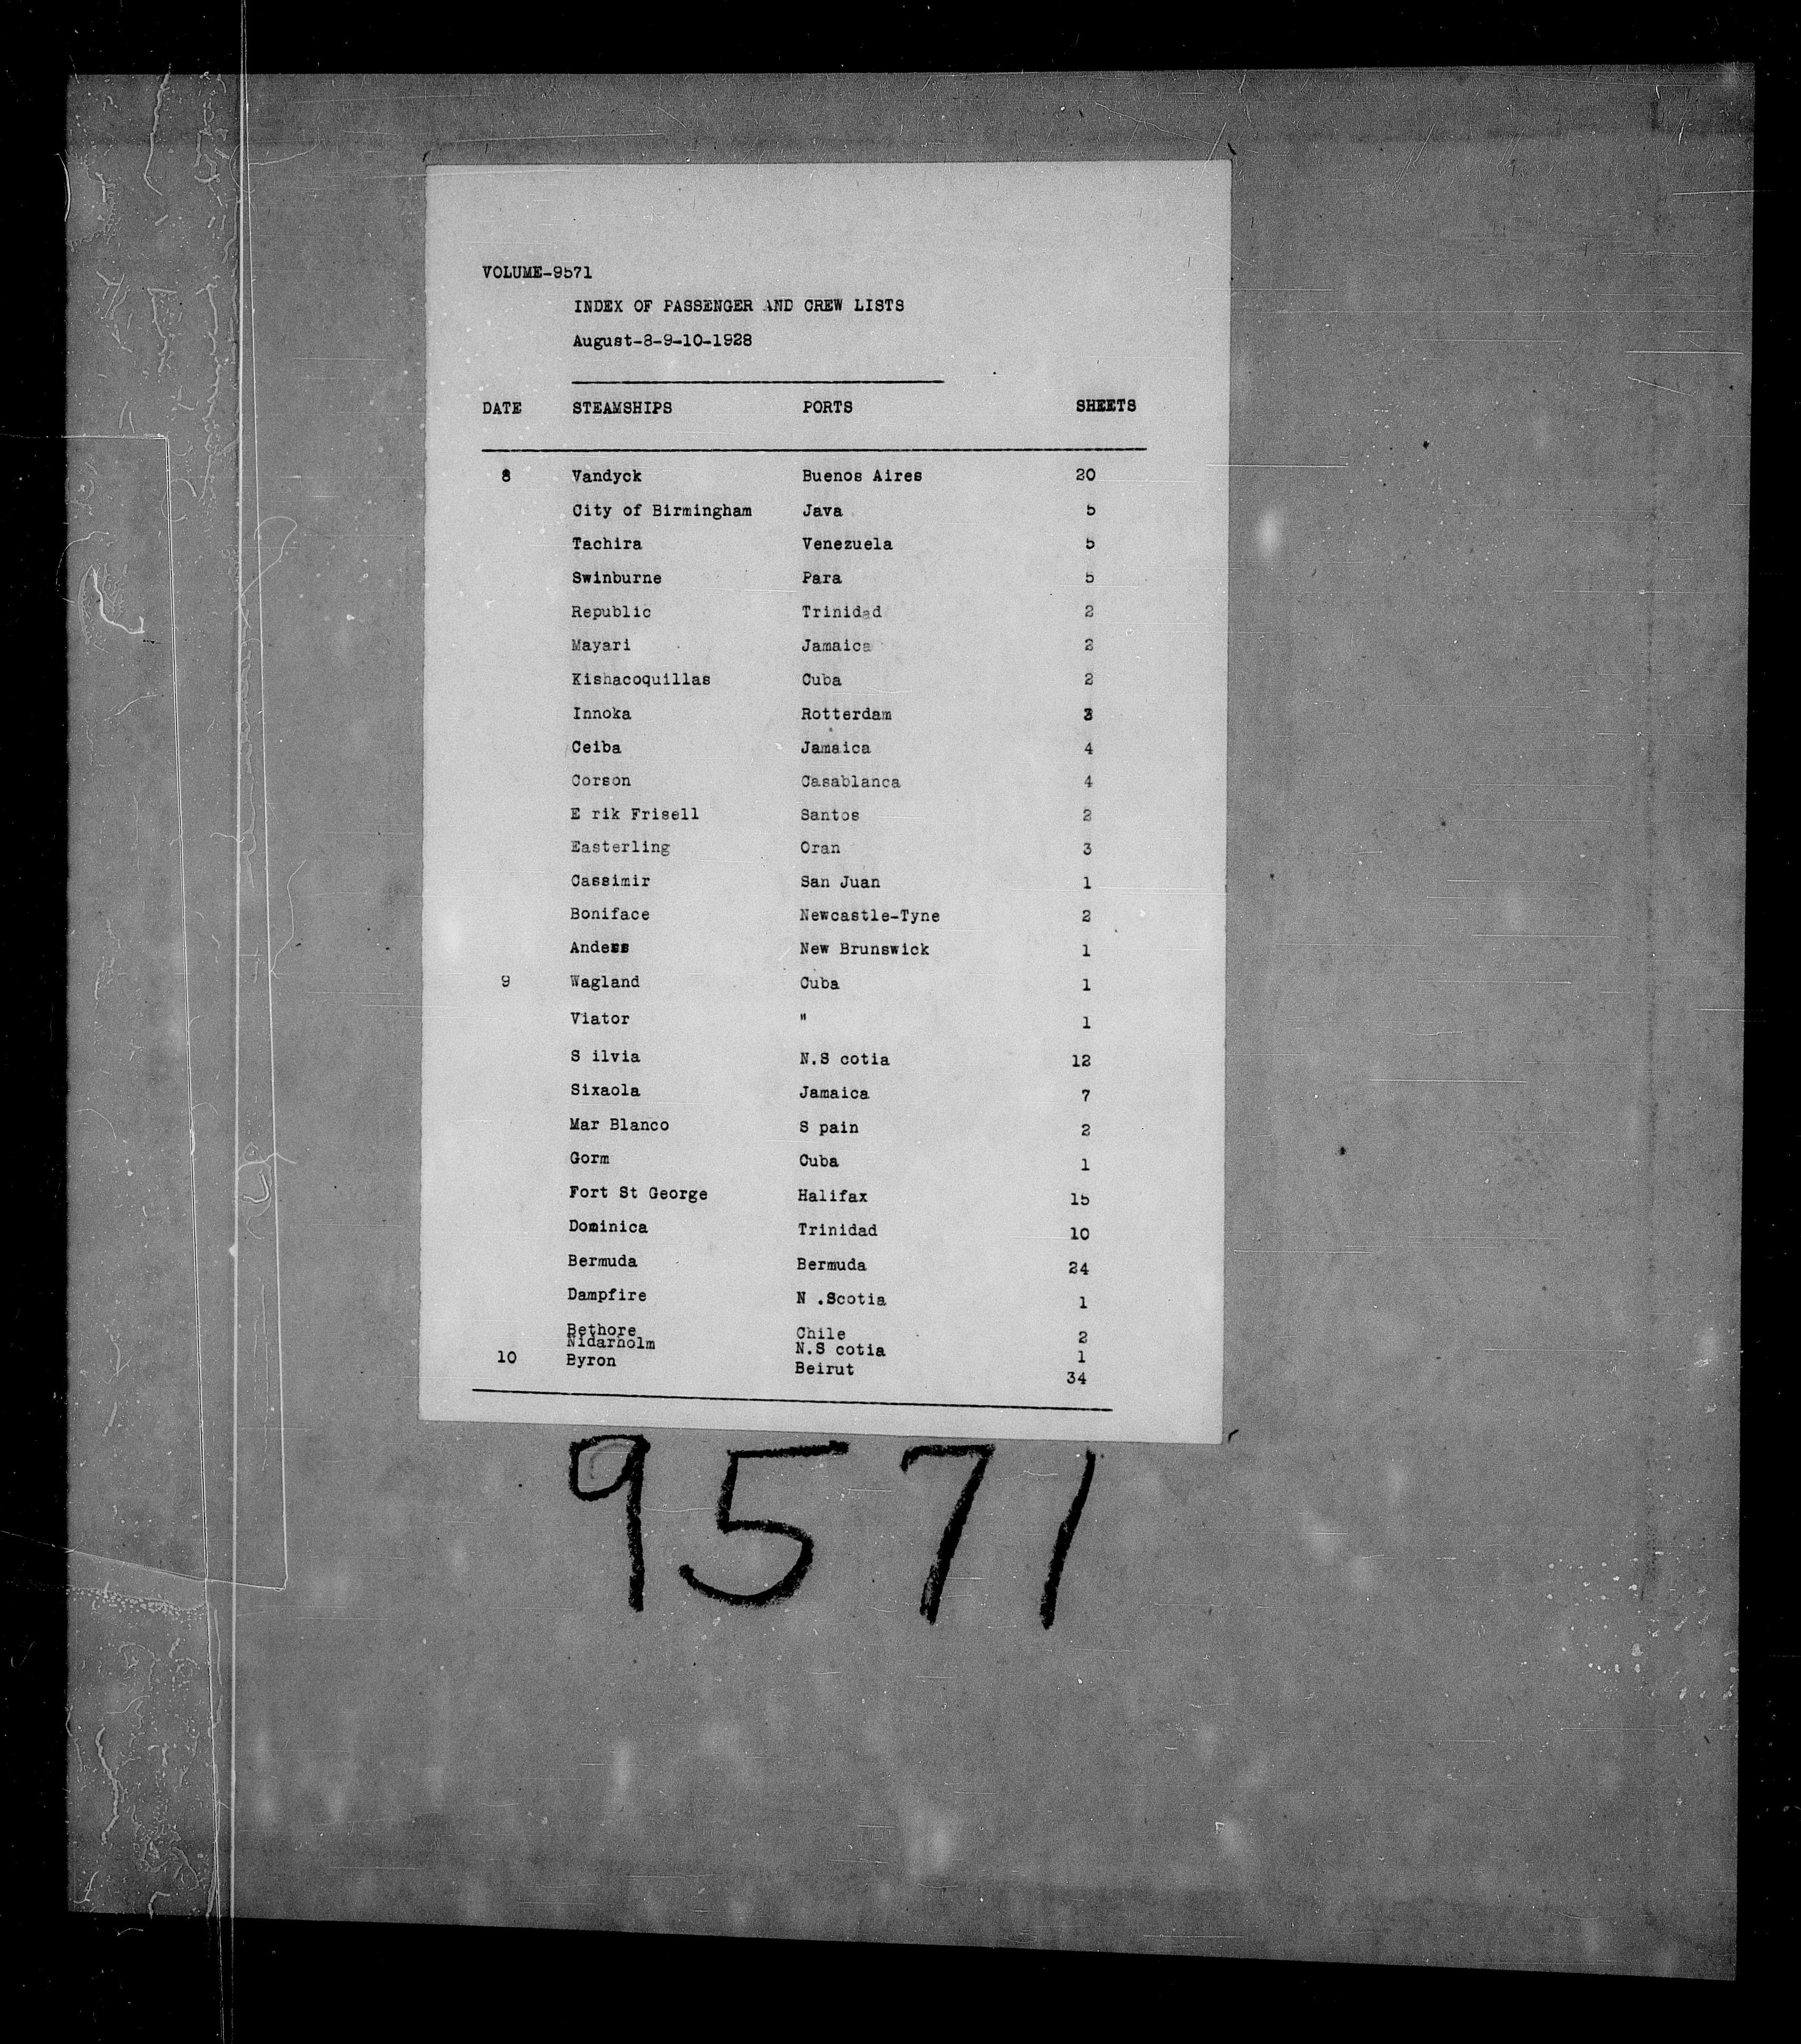 VOLUME-9571
INDEX OF PASSENGER AND CREW LISTS
August-8-9-10-1928
DATE STEAMSHIPS PORTS SHEETS
8 Vandyck Buenos Aires 20
City of Birmingham Java 5
Tachira Venezuela 5
Swinburne Para 5
Republic Trinidad 2
Mayari Jamaica 2
Kishacoquillas Cuba 2
Innoka Rotterdam 3
Ceiba Jamaica 4
Corson Casablanca 4
E rik Frisell Santos 2
Easterling Oran 3
Cassimir San Juan 1
Boniface Newcastle-Tyne 2
New Brunswick 1
9 Wagland Cuba 1
Viator " 1
S ilvia N.S cotia 12
Sixaola Jamaica 7
Mar Blanco S pain 2
Gorm Cuba 1
Fort St George Halifax 15
Dominica Trinidad 10
Bermuda Bermuda 24
Dampfire N .Scotia 1
Bethore Chile 2
Nidarholm N.S cotia 1
10 Byron Beirut 34
9571